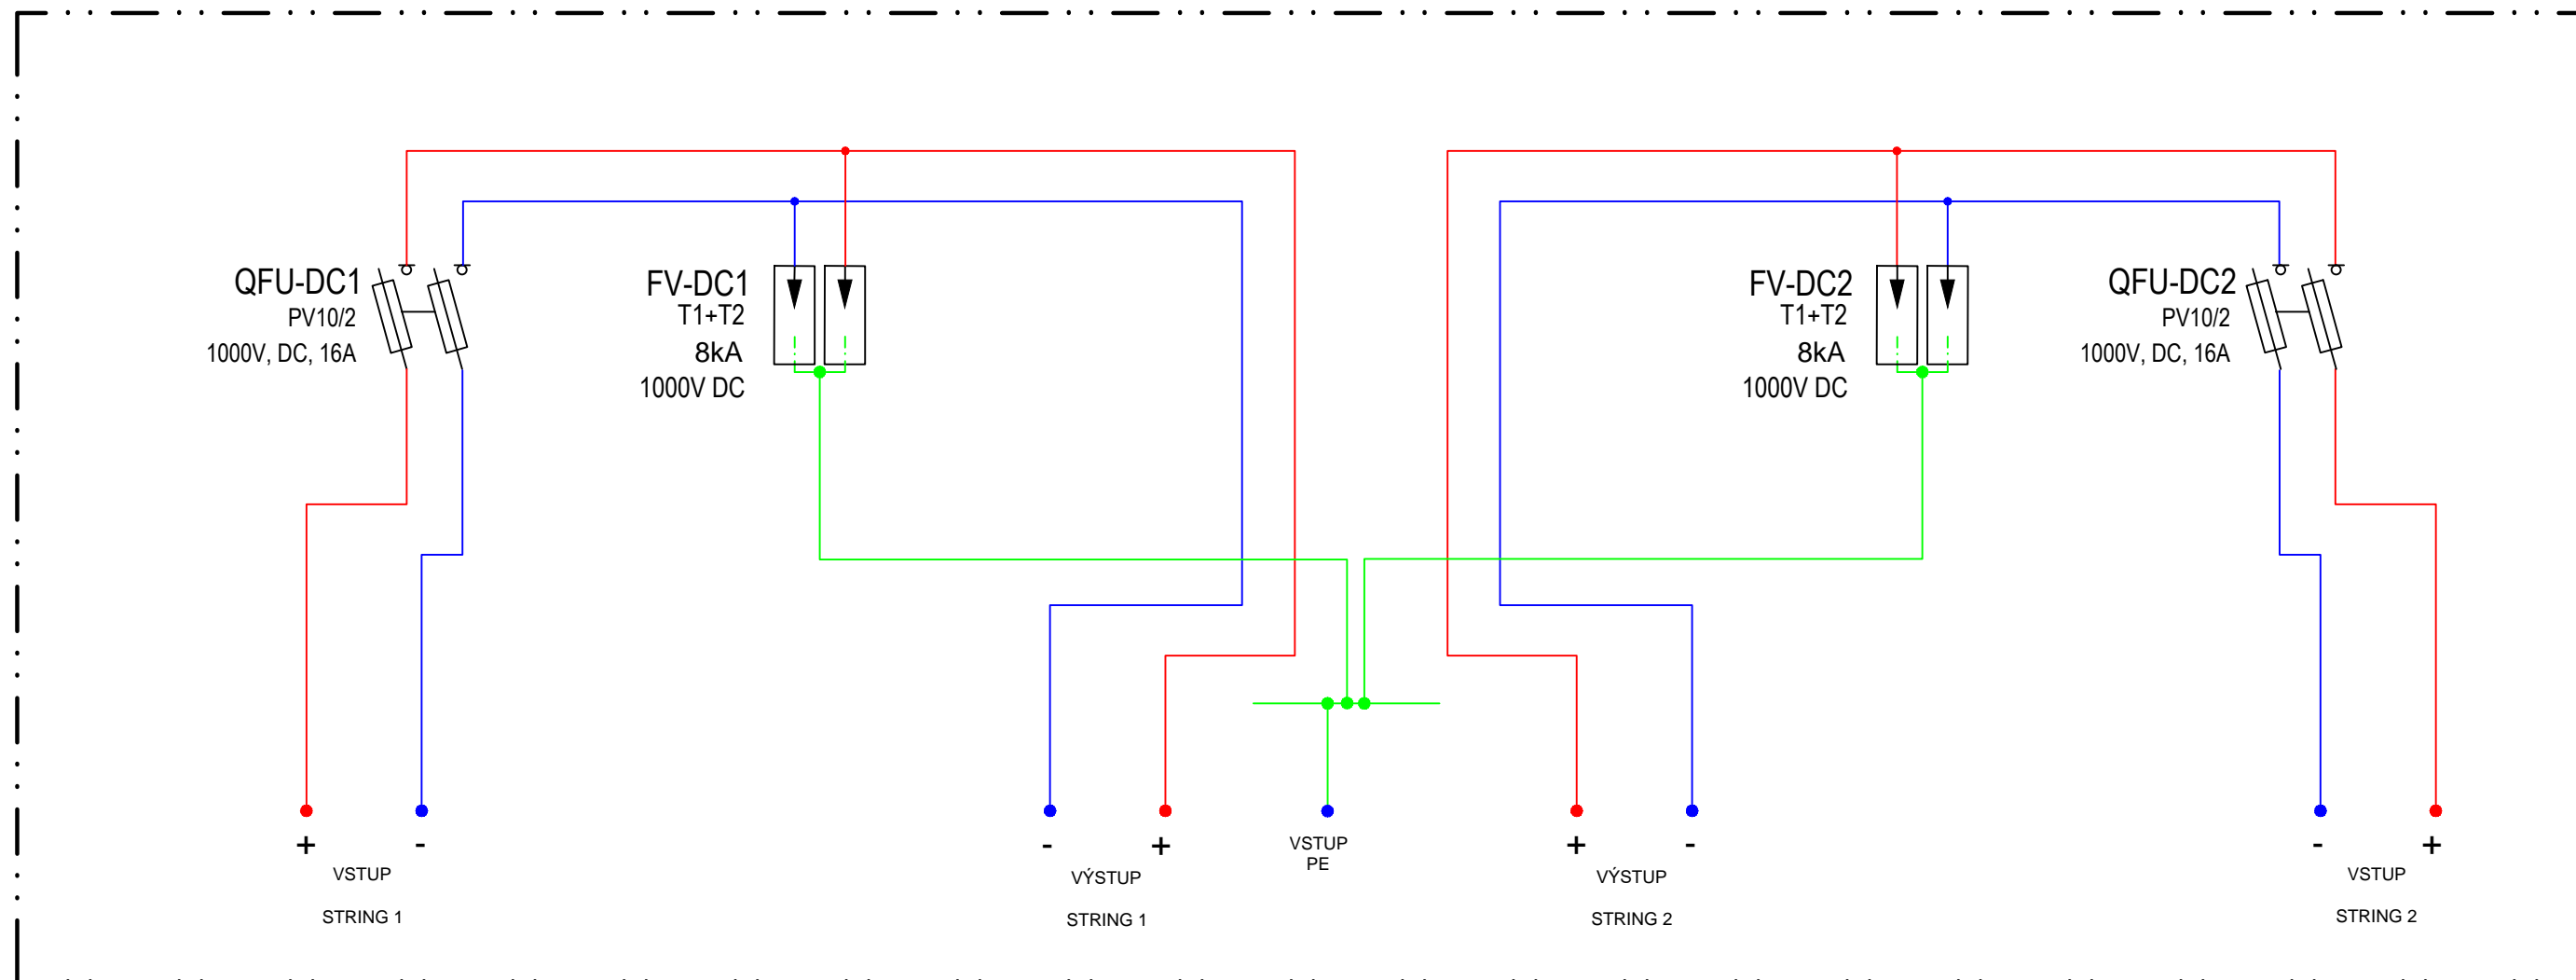 QFU-DC1
PV10/2
1000V, DC, 16A
FV-DC1
T1+T2
8kA
1000V DC
FV-DC2
T1+T2
8kA
1000V DC
QFU-DC2
PV10/2
1000V, DC, 16A
+ -
VSTUP
STRING 1
- +
VÝSTUP
STRING 1
VSTUP
PE
+ -
VÝSTUP
STRING 2
- +
VSTUP
STRING 2